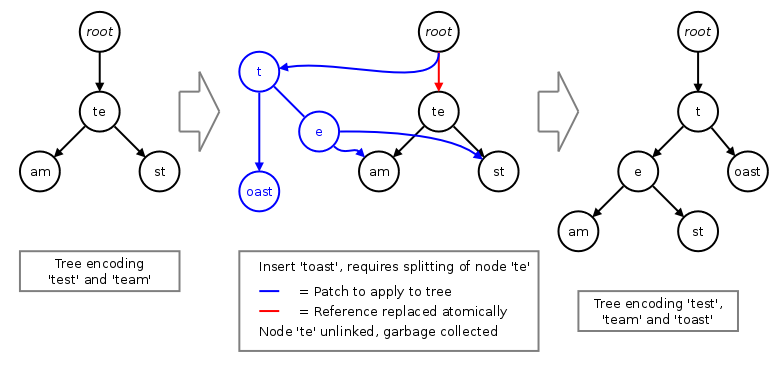 root
te
am
st
Tree encoding
'test' and 'team'
root
t
te
e
am
st
oast
Insert 'toast', requires splitting of node 'te'
= Patch to apply to tree
= Reference replaced atomically
Node 'te' unlinked, garbage collected
root
t
e
oast
am
st
Tree encoding 'test',
'team' and 'toast'